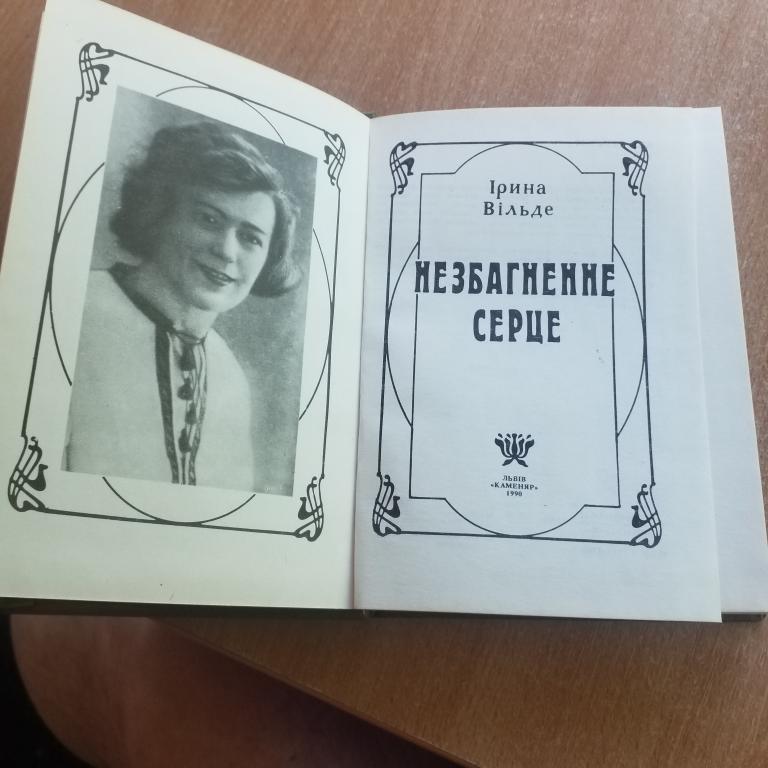 Ірина
Вільде
НЕЗБАГНЕННЕ
СЕРЦЕ
ЛЬВІВ
«КАМЕНЯР»
1990